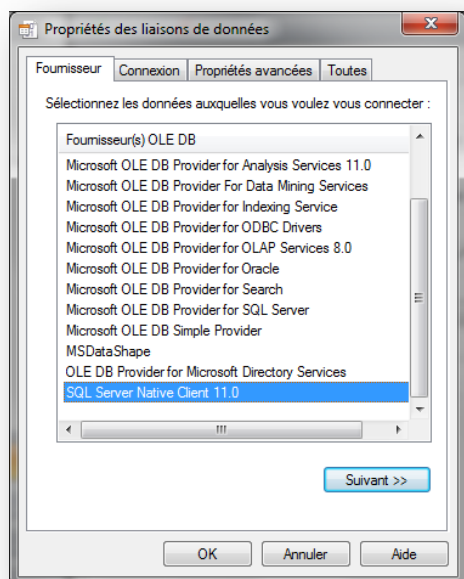 Propriétés des liaisons de données
Fournisseur Connexion Propriétés avancées Toutes
Sélectionnez les données auxquelles vous voulez vous connecter :
Fournisseur(s) OLE DB
Microsoft OLE DB Provider for Analysis Services 11.0
Microsoft OLE DB Provider For Data Mining Services
Microsoft OLE DB Provider for Indexing Service
Microsoft OLE DB Provider for ODBC Drivers
Microsoft OLE DB Provider for OLAP Services 8.0
Microsoft OLE DB Provider for Oracle
Microsoft OLE DB Provider for Search
Microsoft OLE DB Provider for SQL Server
Microsoft OLE DB Simple Provider
MSDataShape
OLE DB Provider for Microsoft Directory Services
SQL Server Native Client 11.0
Suivant >>
OK Annuler Aide